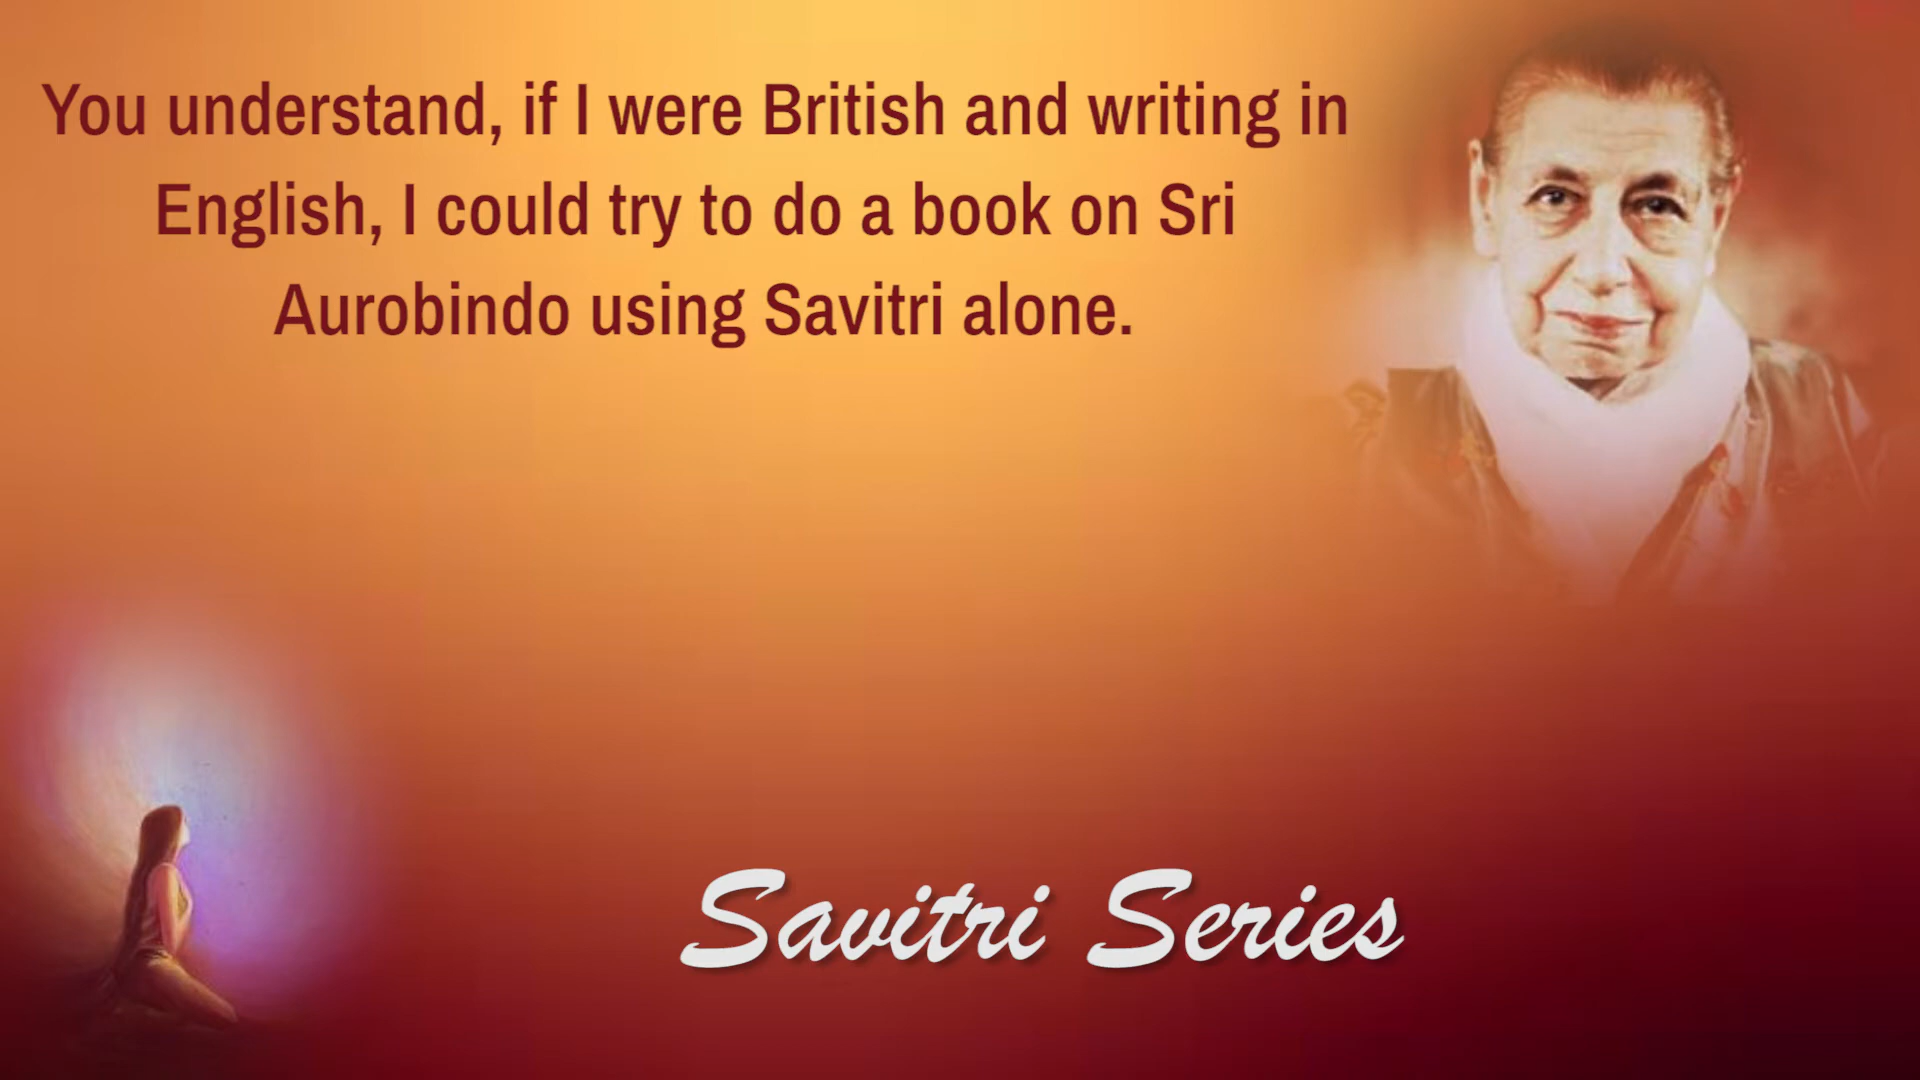 You understand, if I were British and writing in
English, I could try to do a book on Sri
Aurobindo using Savitri alone.
Savitri Series